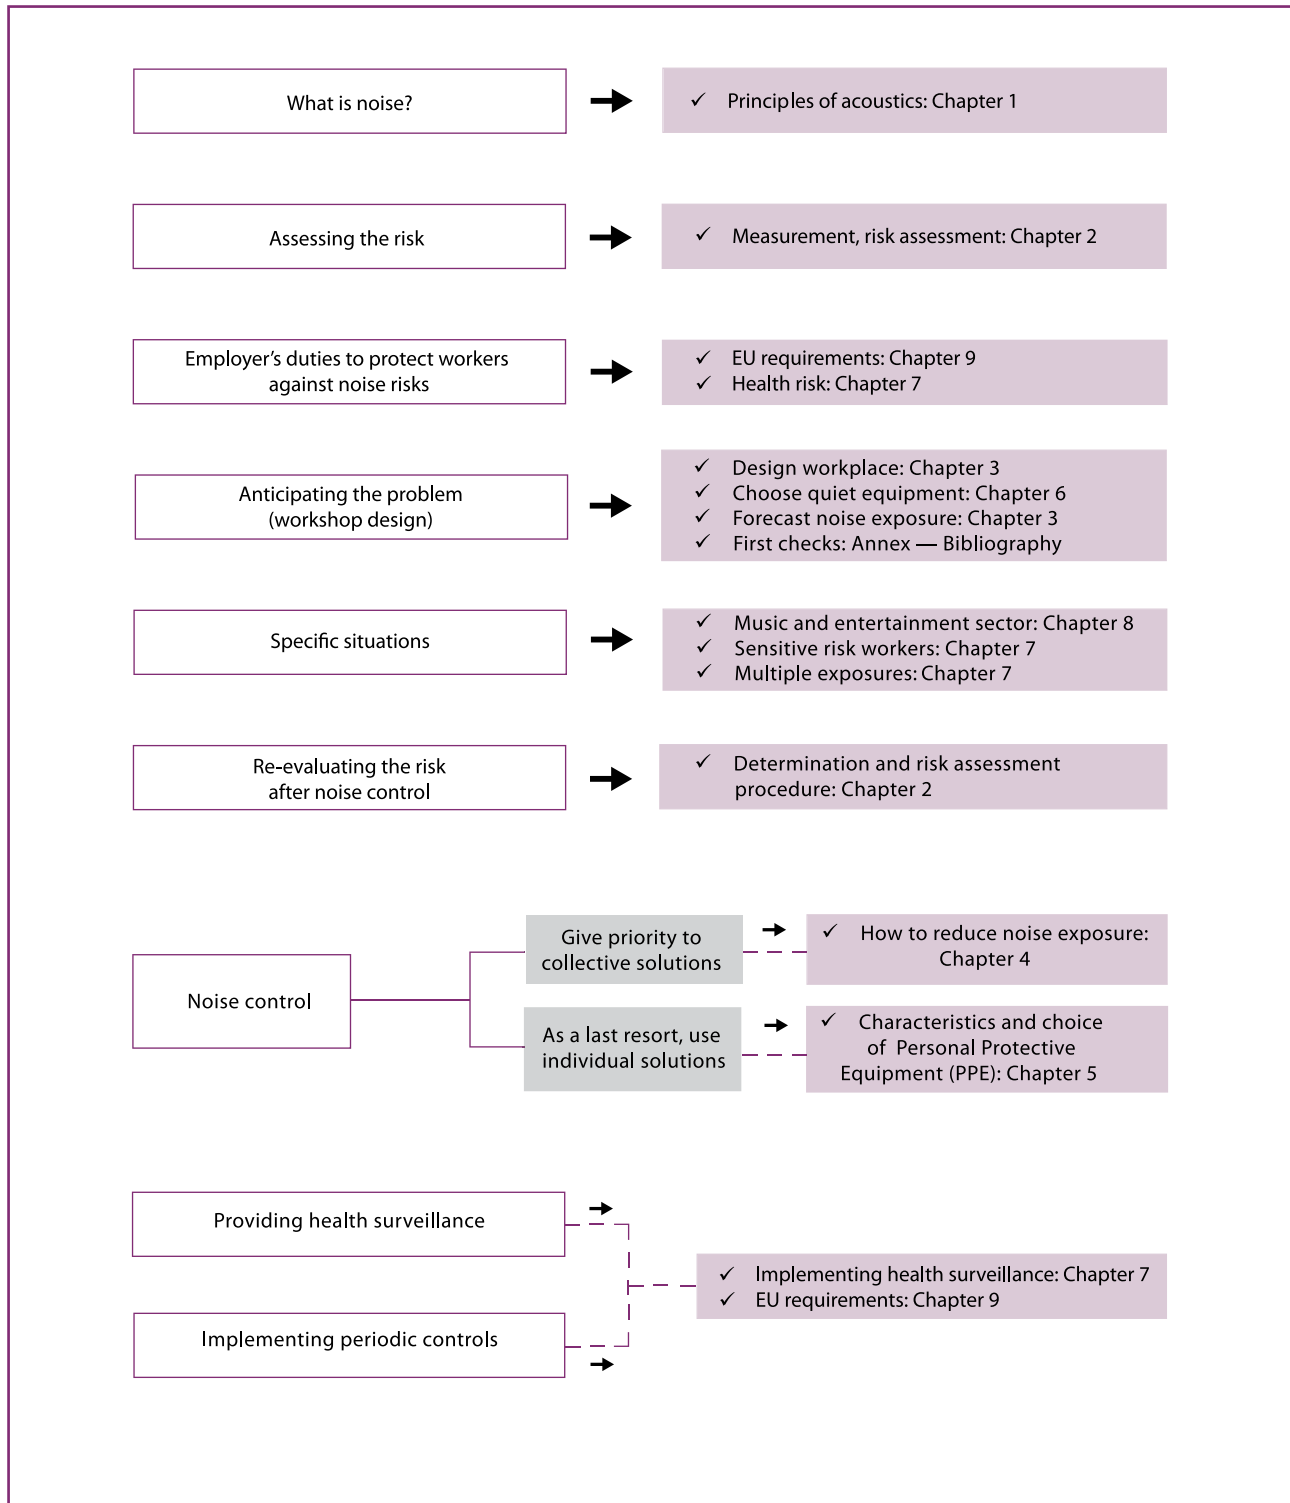 What is noise?
✓ Principles of acoustics: Chapter 1
Assessing the risk
✓ Measurement, risk assessment: Chapter 2
Employer’s duties to protect workers
against noise risks
✓ EU requirements: Chapter 9
✓ Health risk: Chapter 7
Anticipating the problem
(workshop design)
✓ Design workplace: Chapter 3
✓ Choose quiet equipment: Chapter 6
✓ Forecast noise exposure: Chapter 3
✓ First checks: Annex — Bibliography
Specific situations
✓ Music and entertainment sector: Chapter 8
✓ Sensitive risk workers: Chapter 7
✓ Multiple exposures: Chapter 7
Re-evaluating the risk
after noise control
✓ Determination and risk assessment
procedure: Chapter 2
Noise control
Give priority to
collective solutions
✓ How to reduce noise exposure:
Chapter 4
As a last resort, use
individual solutions
✓ Characteristics and choice
of Personal Protective
Equipment (PPE): Chapter 5
Providing health surveillance
Implementing periodic controls
✓ Implementing health surveillance: Chapter 7
✓ EU requirements: Chapter 9